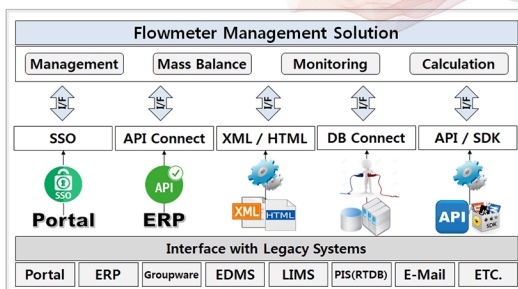 Flowmeter Management Solution
Management Mass Balance Monitoring Calculation
I/F I/F I/F I/F I/F
SSO API Connect XML / HTML DB Connect API / SDK
SSO API
XML HTML API SDK
Portal ERP
Interface with Legacy Systems
Portal ERP Groupware EDMS LIMS PIS(RTDB) E-Mail ETC.